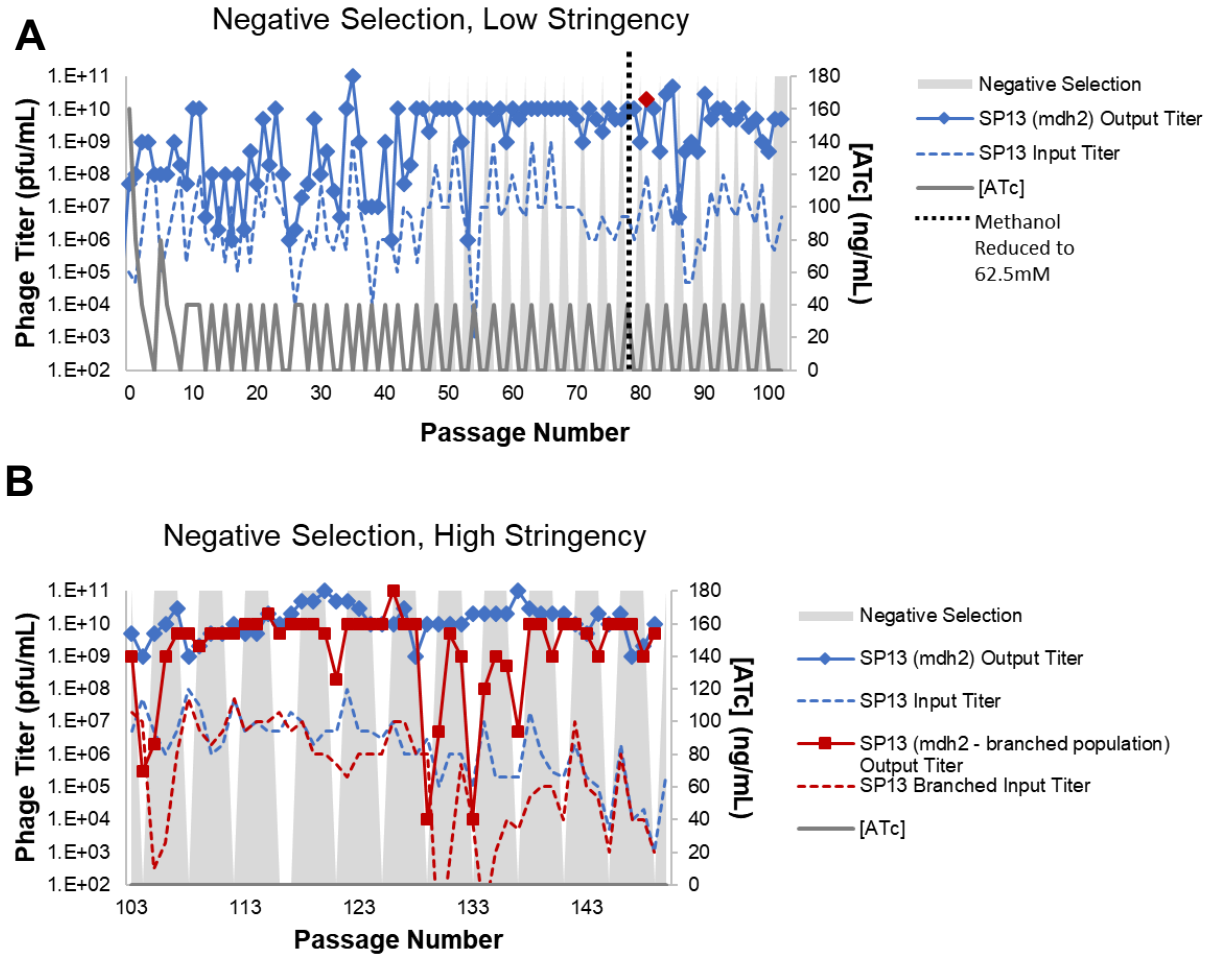 A
Negative Selection, Low Stringency
Phage Titer (pfu/mL)
1.E+11
1.E+10
1.E+09
1.E+08
1.E+07
1.E+06
1.E+05
1.E+04
1.E+03
1.E+02
180
160
140
120
100
80
60
40
20
0
[ATc] (ng/mL)
0 10 20 30 40 50 60 70 80 90 100
Passage Number
Negative Selection
SP13 (mdh2) Output Titer
SP13 Input Titer
[ATc]
Methanol
Reduced to
62.5mM
B
Negative Selection, High Stringency
Phage Titer (pfu/mL)
1.E+11
1.E+10
1.E+09
1.E+08
1.E+07
1.E+06
1.E+05
1.E+04
1.E+03
1.E+02
180
160
140
120
100
80
60
40
20
0
[ATc] (ng/mL)
103 113 123 133 143
Passage Number
Negative Selection
SP13 (mdh2) Output Titer
SP13 Input Titer
SP13 (mdh2 - branched population)
Output Titer
SP13 Branched Input Titer
[ATc]